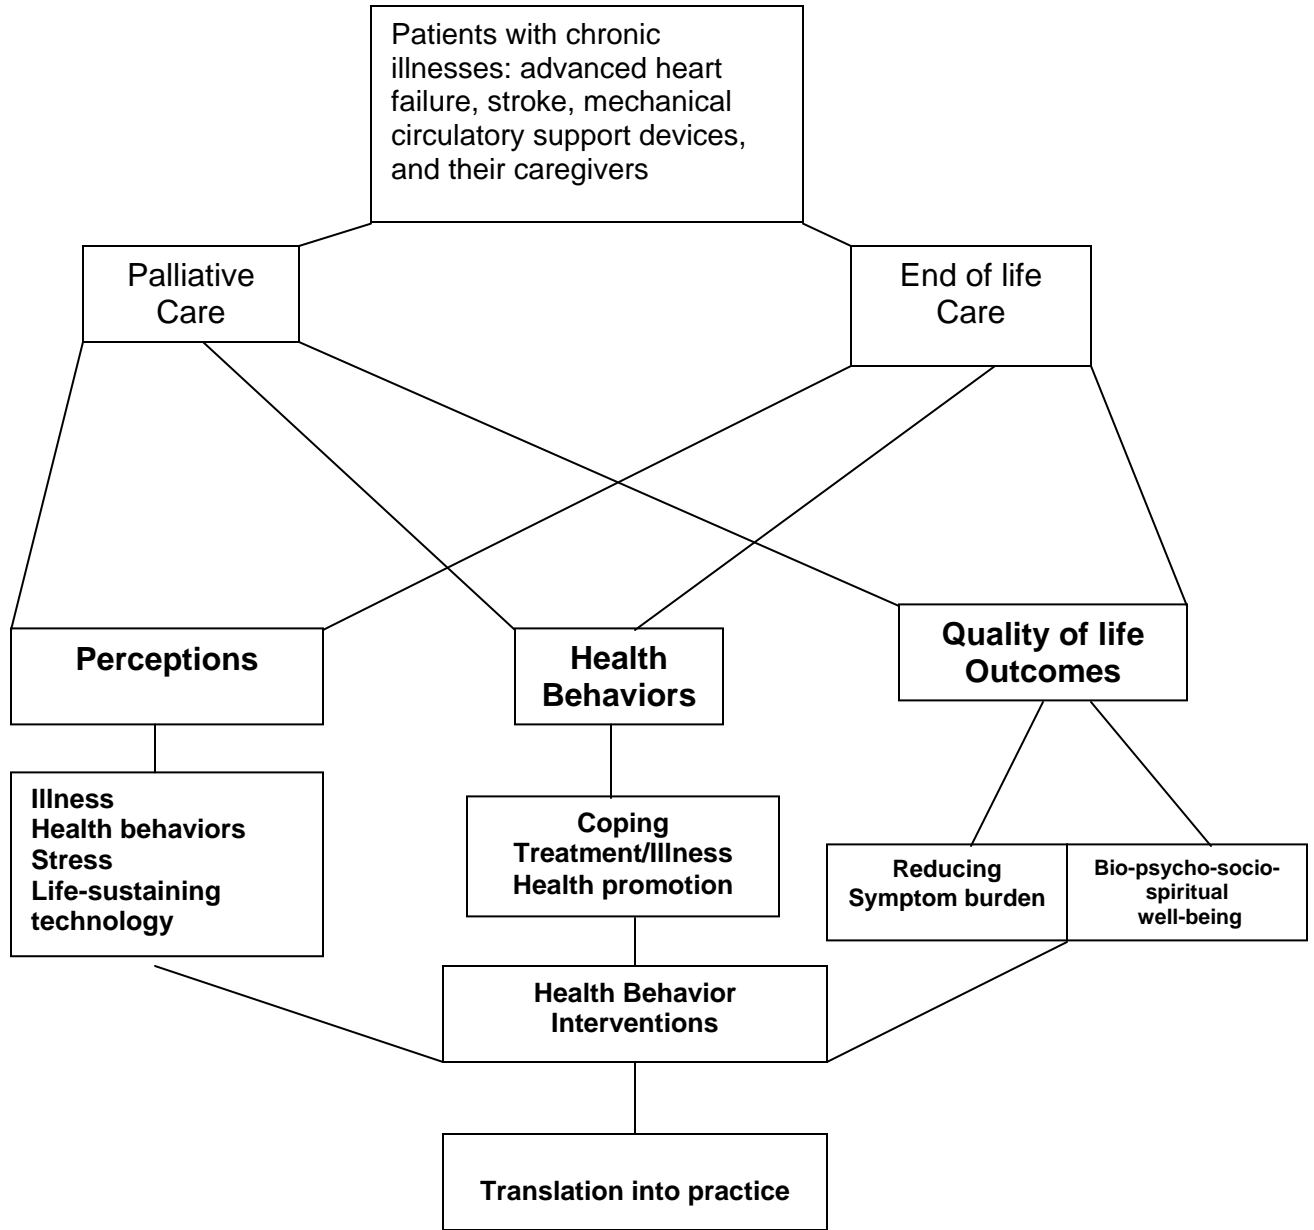 Patients with chronic
illnesses: advanced heart
failure, stroke, mechanical
circulatory support devices,
and their caregivers
Palliative
Care
End of life
Care
Perceptions
Health
Behaviors
Quality of life
Outcomes
Illness
Health behaviors
Stress
Life-sustaining
technology
Coping
Treatment/Illness
Health promotion
Reducing
Symptom burden
Bio-psycho-socio-
spiritual
well-being
Health Behavior
Interventions
Translation into practice